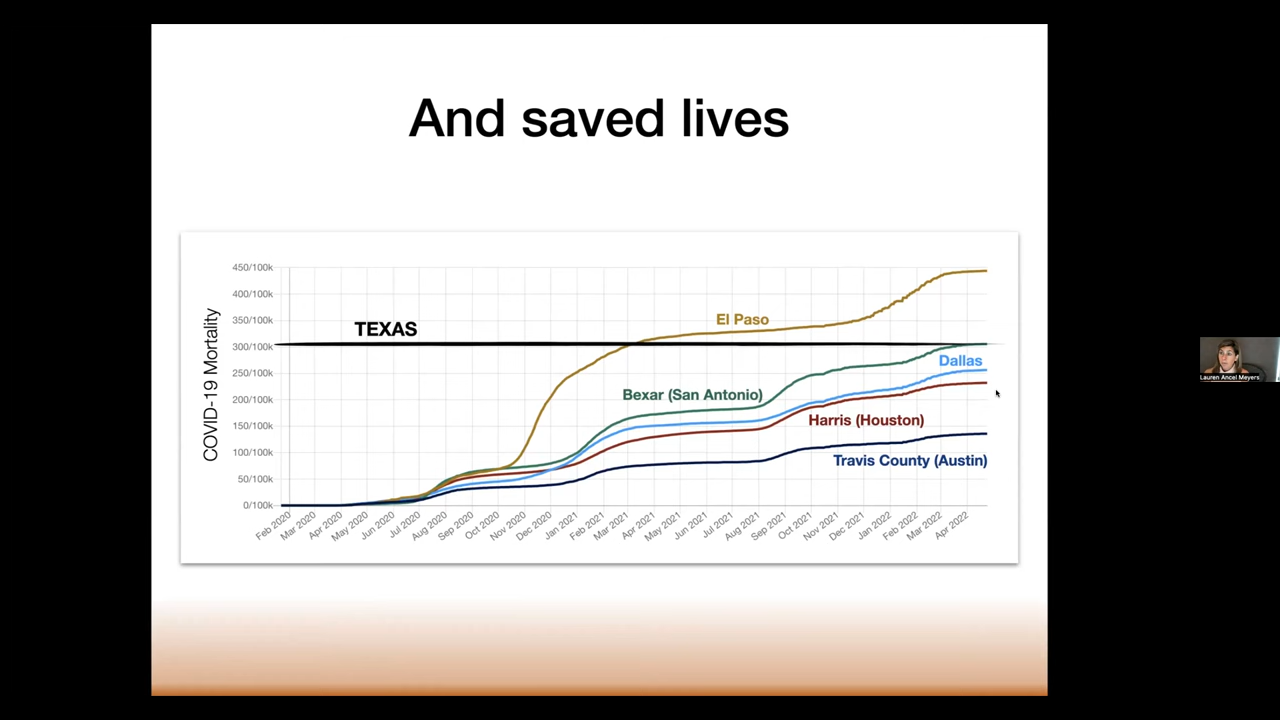 And saved lives
COVID-19 Mortality
450/100k
400/100k
350/100k
300/100k
250/100k
200/100k
150/100k
100/100k
50/100k
0/100k
TEXAS
El Paso
Dallas
Bexar (San Antonio)
Harris (Houston)
Travis County (Austin)
Feb 2020
Mar 2020
Apr 2020
May 2020
Jun 2020
Jul 2020
Aug 2020
Sep 2020
Oct 2020
Nov 2020
Dec 2020
Jan 2021
Feb 2021
Mar 2021
Apr 2021
May 2021
Jun 2021
Jul 2021
Aug 2021
Sep 2021
Oct 2021
Nov 2021
Dec 2021
Jan 2022
Feb 2022
Mar 2022
Apr 2022
Lauren Ancel Meyers